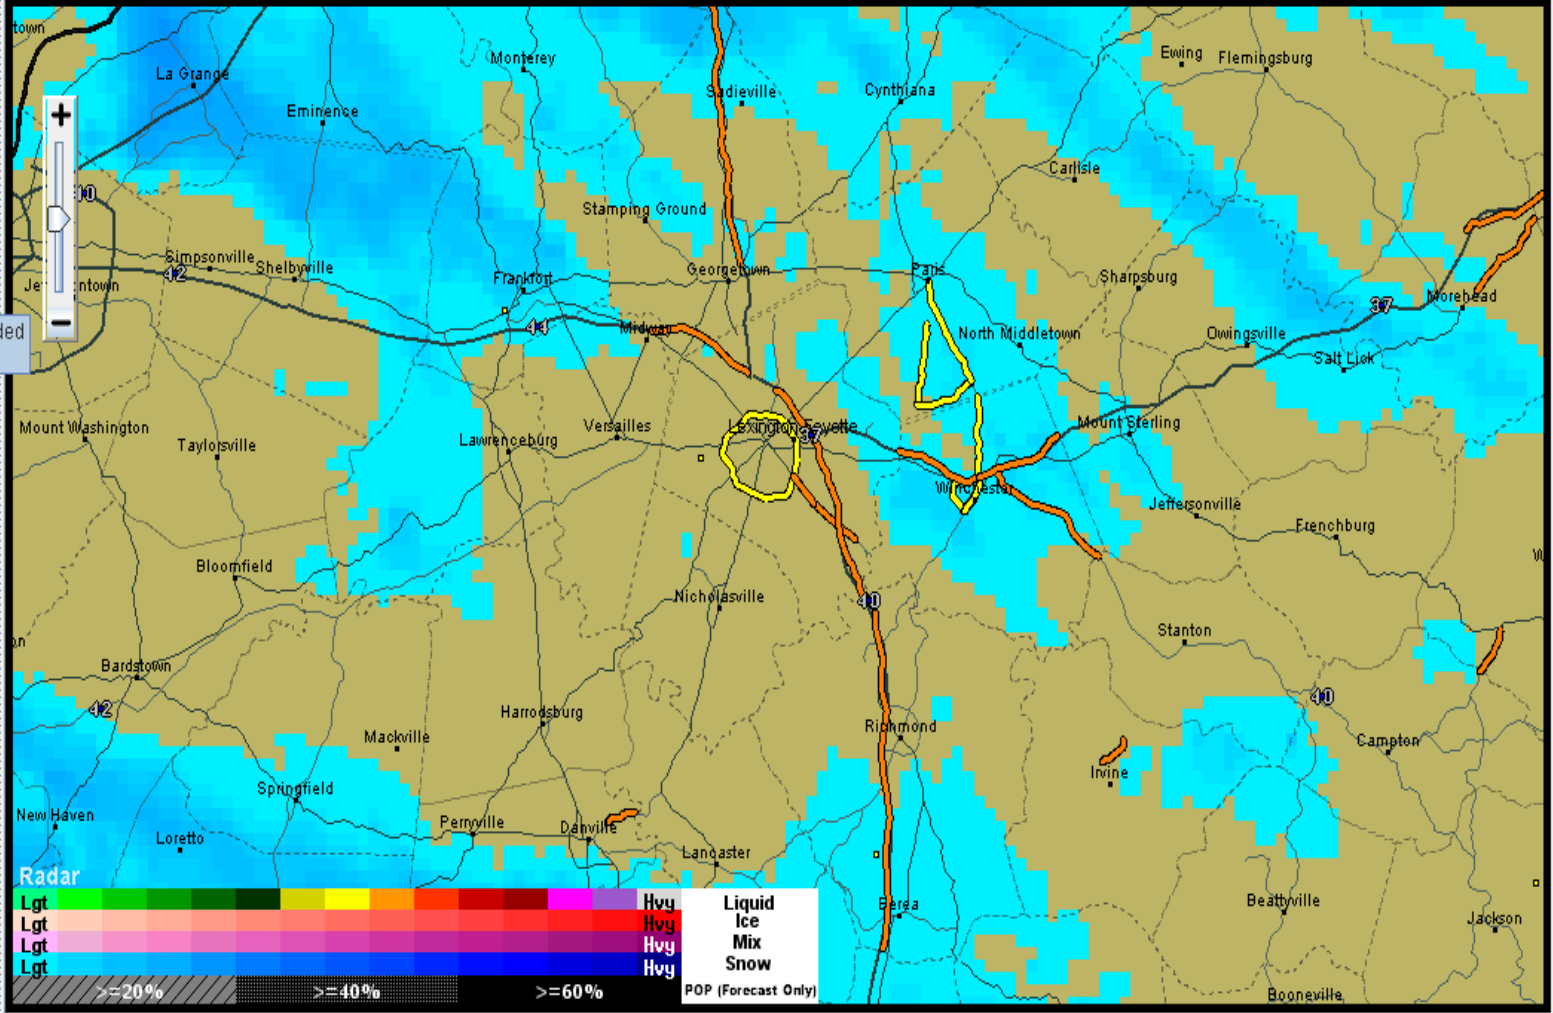 town
Monterey
Ewing
Flemingsburg
La Grange
Sadieville
Cynthiana
Eminence
+
Carlisle
40
Stamping Ground
Simpsonville
Shelbyville
42
Frankfort
Georgetown
Paris
Sharpsburg
Morehead
37
ded
44
Midway
North Middletown
Owingsville
Salt Lick
Mount Washington
Taylorsville
Lawrenceburg
Versailles
37
Mount Sterling
Winchester
Jeffersonville
Frenchburg
Bloomfield
Nicholasville
40
Stanton
Bardstown
42
40
Harrodsburg
Richmond
Mackville
Campton
Irvine
Springfield
New Haven
Perryville
Danville
Loretto
Lancaster
Radar
Lgt Hvy Liquid
Lgt Hvy Ice
Lgt Hvy Mix
Lgt Hvy Snow
>=20% >=40% >=60% POP (Forecast Only)
Berea
Beattyville
Jackson
Booneville